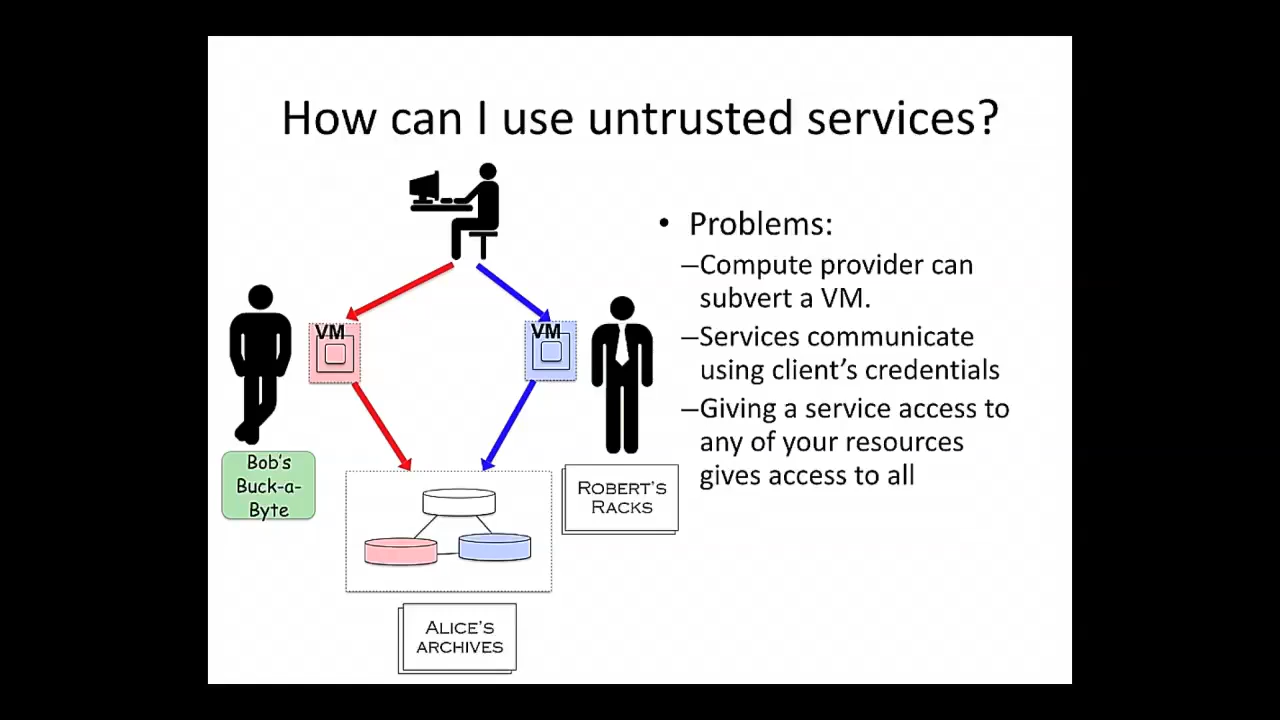 How can I use untrusted services?
• Problems:
–Compute provider can
subvert a VM.
–Services communicate
using client's credentials
–Giving a service access to
any of your resources
gives access to all
VM
VM
Bob's
Buck-a-
Byte
ROBERT'S
RACKS
ALICE'S
ARCHIVES